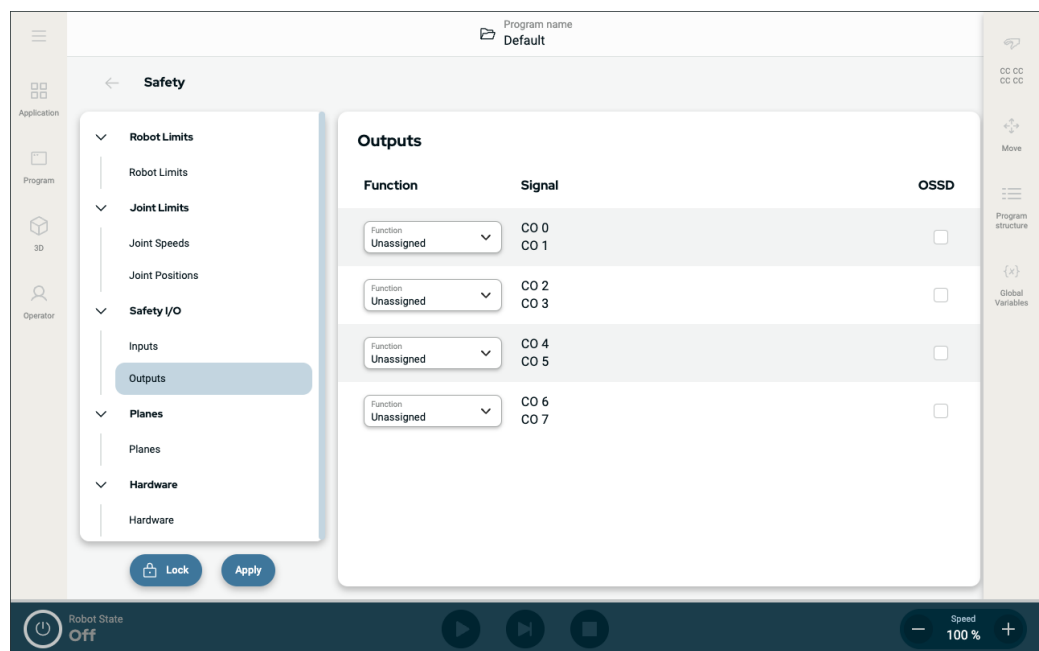 Program name
Default
Application
Program
3D
Operator
Safety
Robot Limits
Robot Limits
Joint Limits
Joint Speeds
Joint Positions
Safety I/O
Inputs
Outputs
Planes
Planes
Hardware
Hardware
Lock
Apply
Outputs
Function Signal OSSD
Function
Unassigned
CO 0
CO 1
Function
Unassigned
CO 2
CO 3
Function
Unassigned
CO 4
CO 5
Function
Unassigned
CO 6
CO 7
CC CC
CC CC
Move
Program
structure
{x}
Global
Variables
Robot State
Off
Speed
100 %